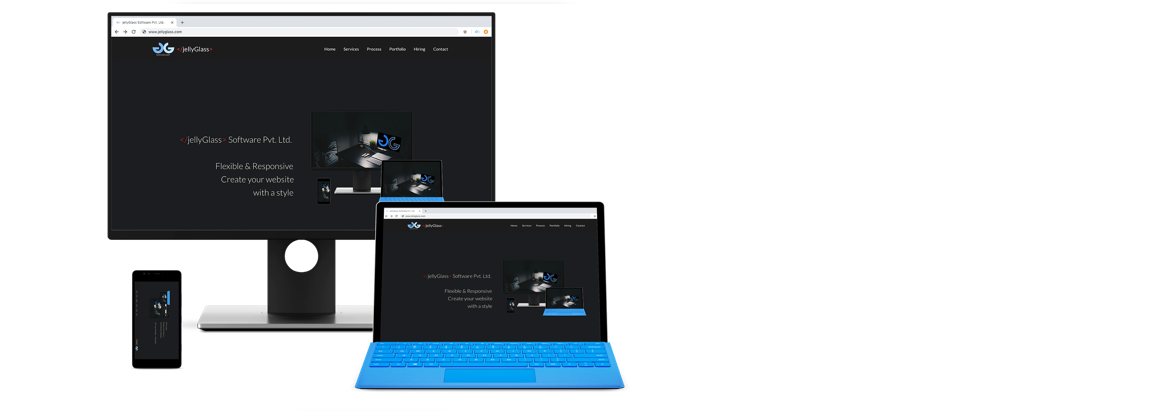 jellyGlass Software Pvt. Ltd.
www.jellyglass.com
</jellyGlass>
Home Services Process Portfolio Hiring Contact
</jellyGlass> Software Pvt. Ltd.
Flexible & Responsive
Create your website
with a style
jellyGlass
Home Services Process Portfolio Hiring Contact
jellyGlass Software Pvt. Ltd.
Flexible & Responsive
Create your website
with a style